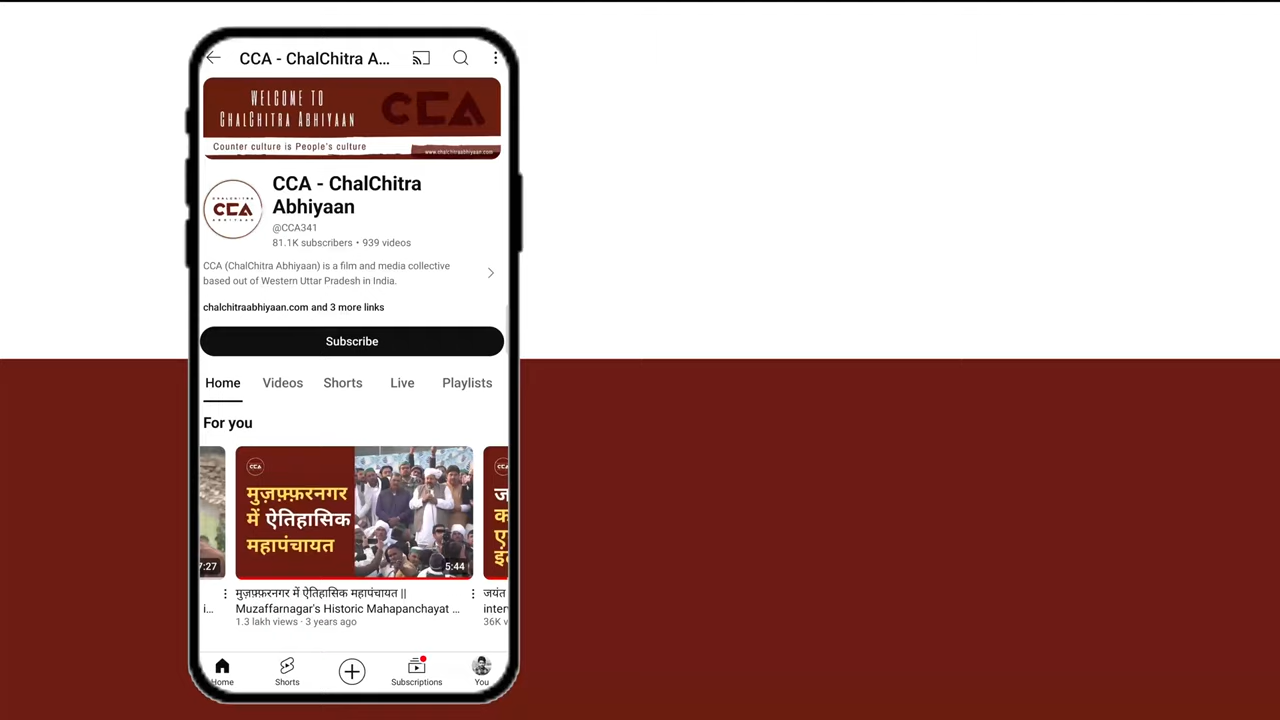 CCA - ChalChitra A...
WELCOME TO
CHALCHITRA ABHIYAAN
CCA
Counter culture is People's culture
www.chalchitraabhiyaan.com
CHALCHITRA
CCA
ABHIYAAN
CCA - ChalChitra
Abhiyaan
@CCA341
81.1K subscribers • 939 videos
CCA (ChalChitra Abhiyaan) is a film and media collective
based out of Western Uttar Pradesh in India.
chalchitraabhiyaan.com and 3 more links
Subscribe
Home Videos Shorts Live Playlists
For you
CCA
मुज़फ़्फ़रनगर
में ऐतिहासिक
महापंचायत
7:27
5:44
i...
मुज़फ़्फ़रनगर में ऐतिहासिक महापंचायत ||
Muzaffarnagar's Historic Mahapanchayat ...
1.3 lakh views · 3 years ago
जयंत
inter
36K v
Home Shorts Subscriptions You